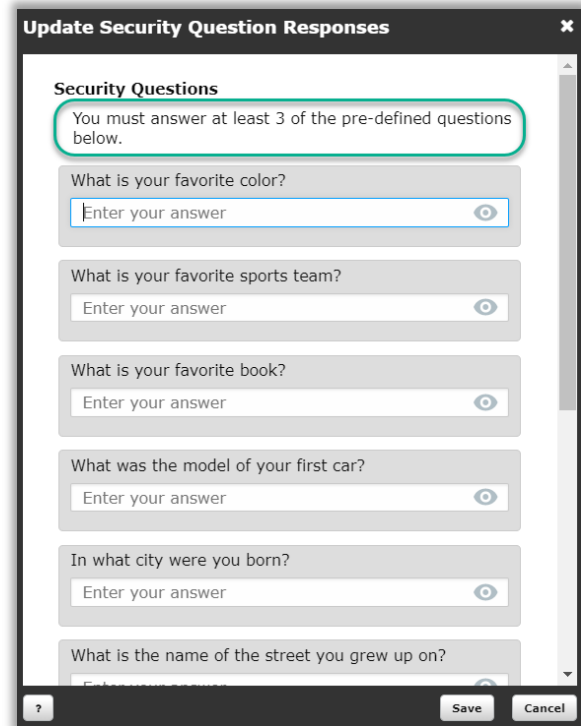 Update Security Question Responses
Security Questions
You must answer at least 3 of the pre-defined questions
below.
What is your favorite color?
Enter your answer
What is your favorite sports team?
Enter your answer
What is your favorite book?
Enter your answer
What was the model of your first car?
Enter your answer
In what city were you born?
Enter your answer
What is the name of the street you grew up on?
Enter your answer
? Save Cancel